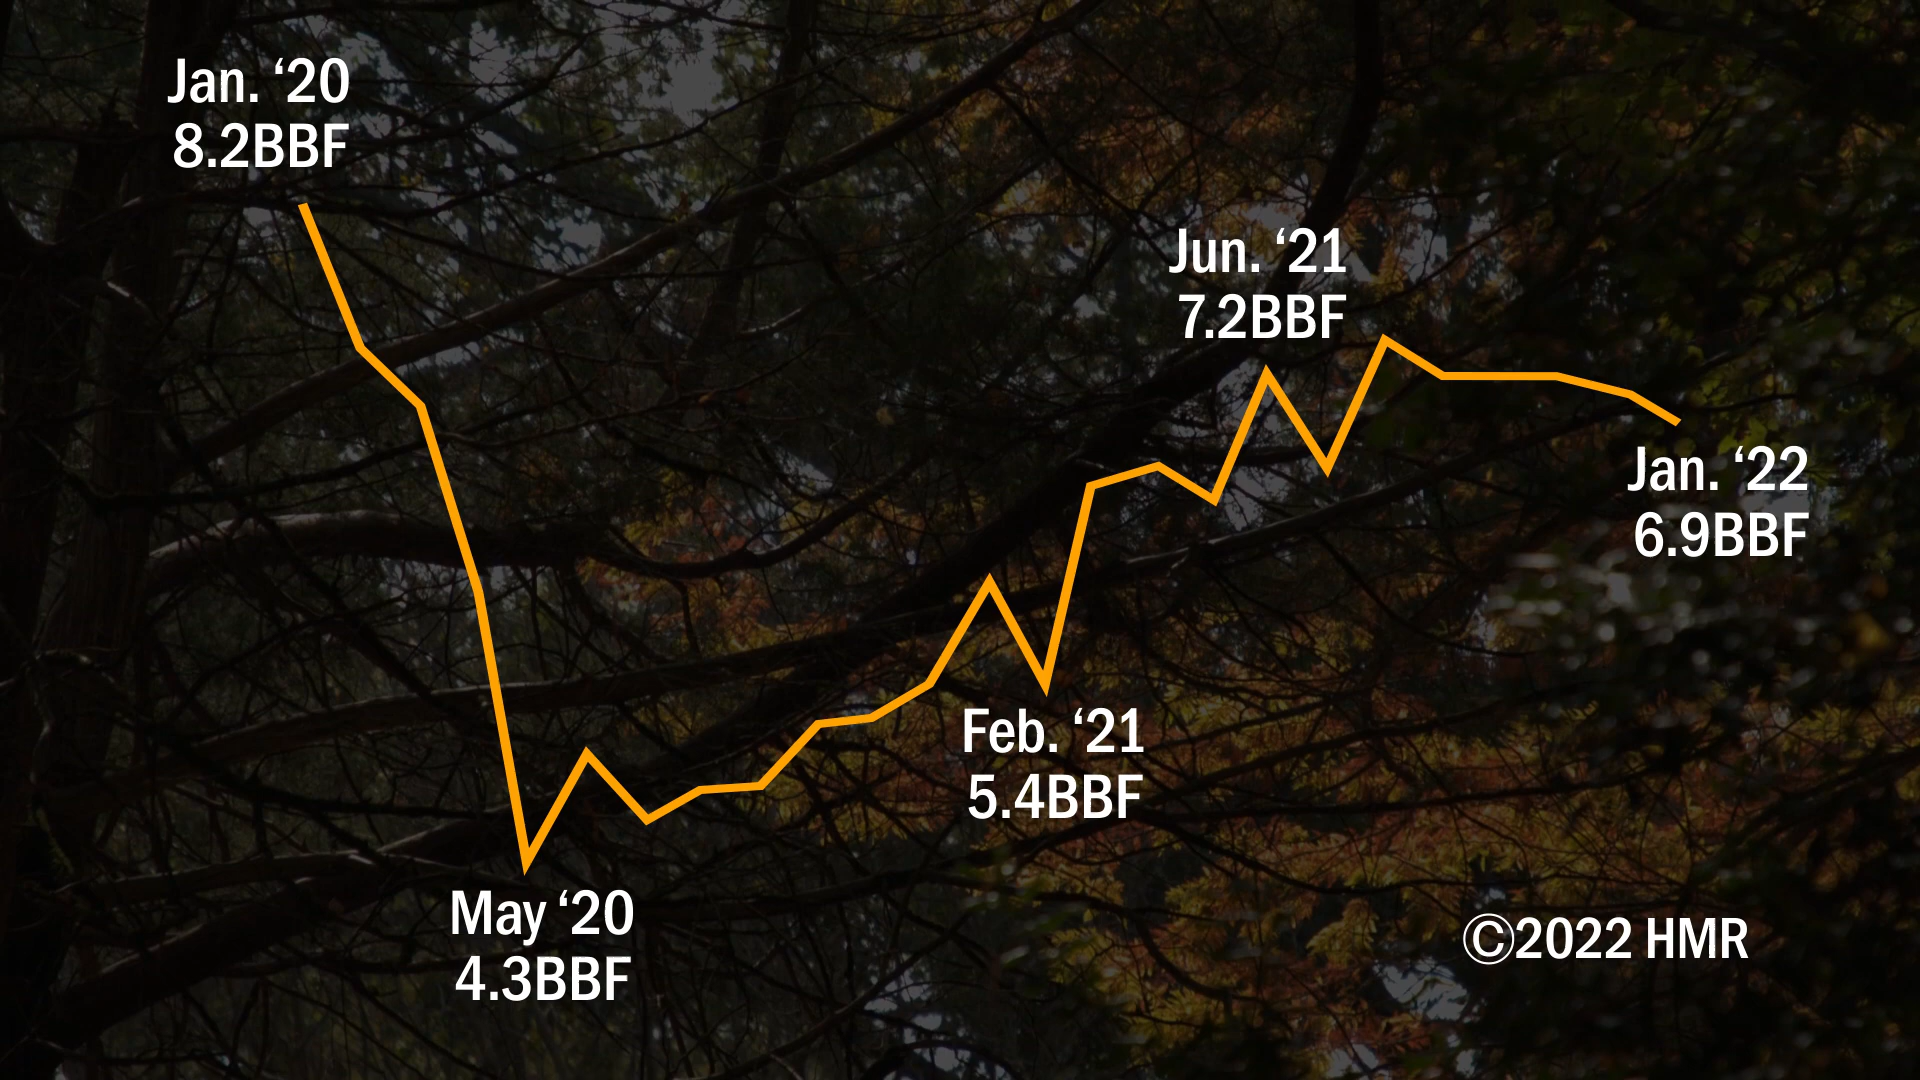 Jan. ‘20
8.2BBF
Jun. ‘21
7.2BBF
Jan. ‘22
6.9BBF
Feb. ‘21
5.4BBF
May ‘20
4.3BBF
©2022 HMR